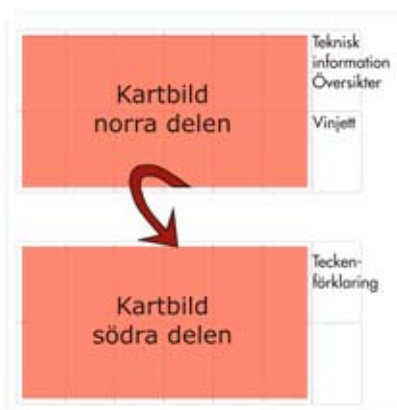 Kartbild
norra delen
Teknisk
information
Översikter
Vinjett
Kartbild
södra delen
Tecken-
förklaring